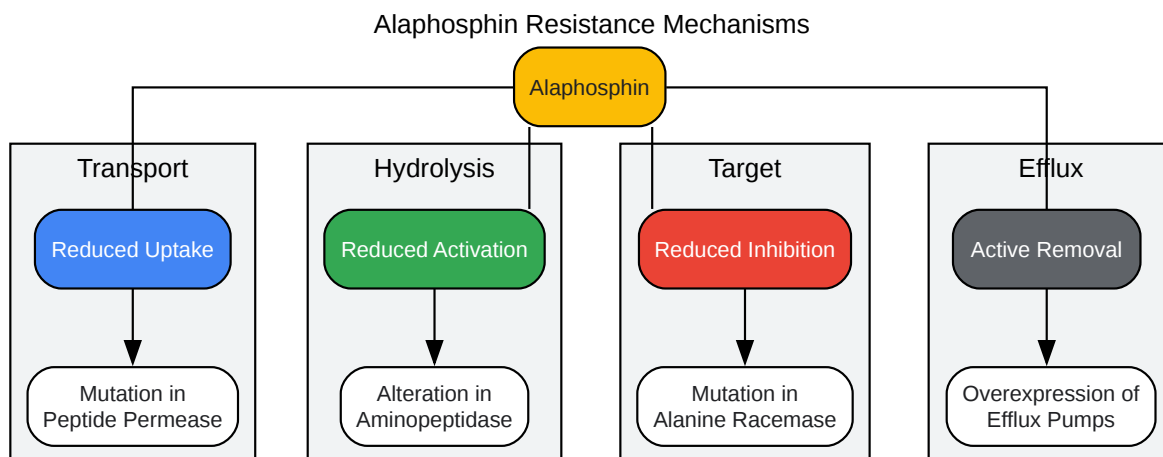 Alaphosphin Resistance Mechanisms
Alaphosphin
Transport
Hydrolysis
Target
Efflux
Reduced Uptake
Reduced Activation
Reduced Inhibition
Active Removal
Mutation in
Peptide Permease
Alteration in
Aminopeptidase
Mutation in
Alanine Racemase
Overexpression of
Efflux Pumps